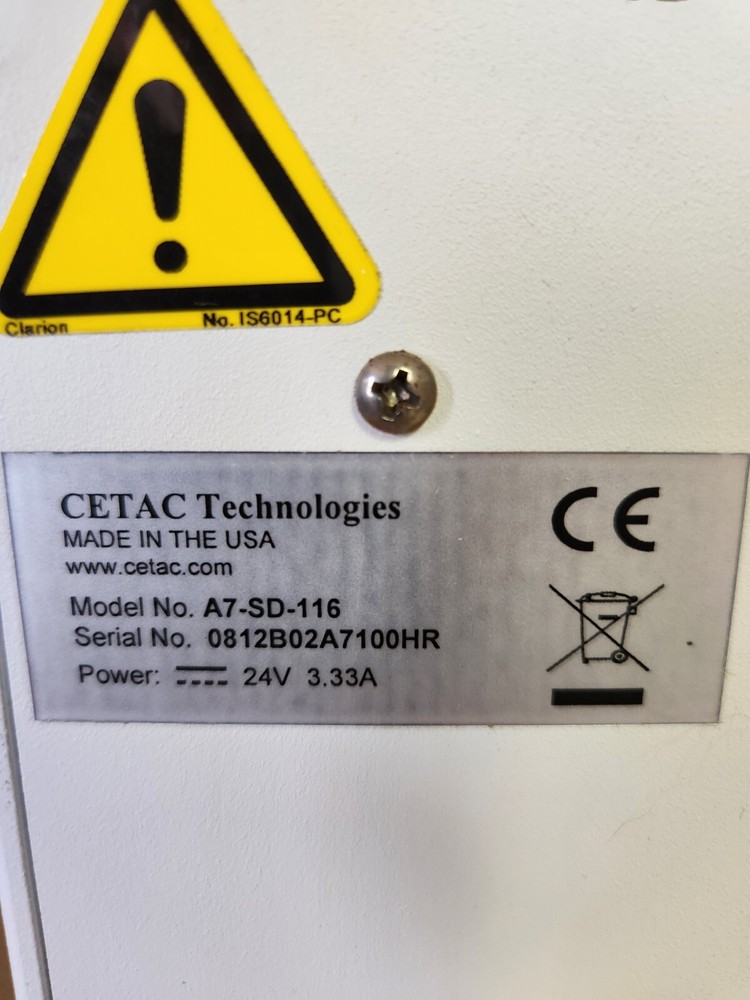 Clarion No. IS6014-PC
CETAC Technologies
MADE IN THE USA
www.cetac.com
Model No. A7-SD-116
Serial No. 0812B02A7100HR
Power: 24V 3.33A
CE